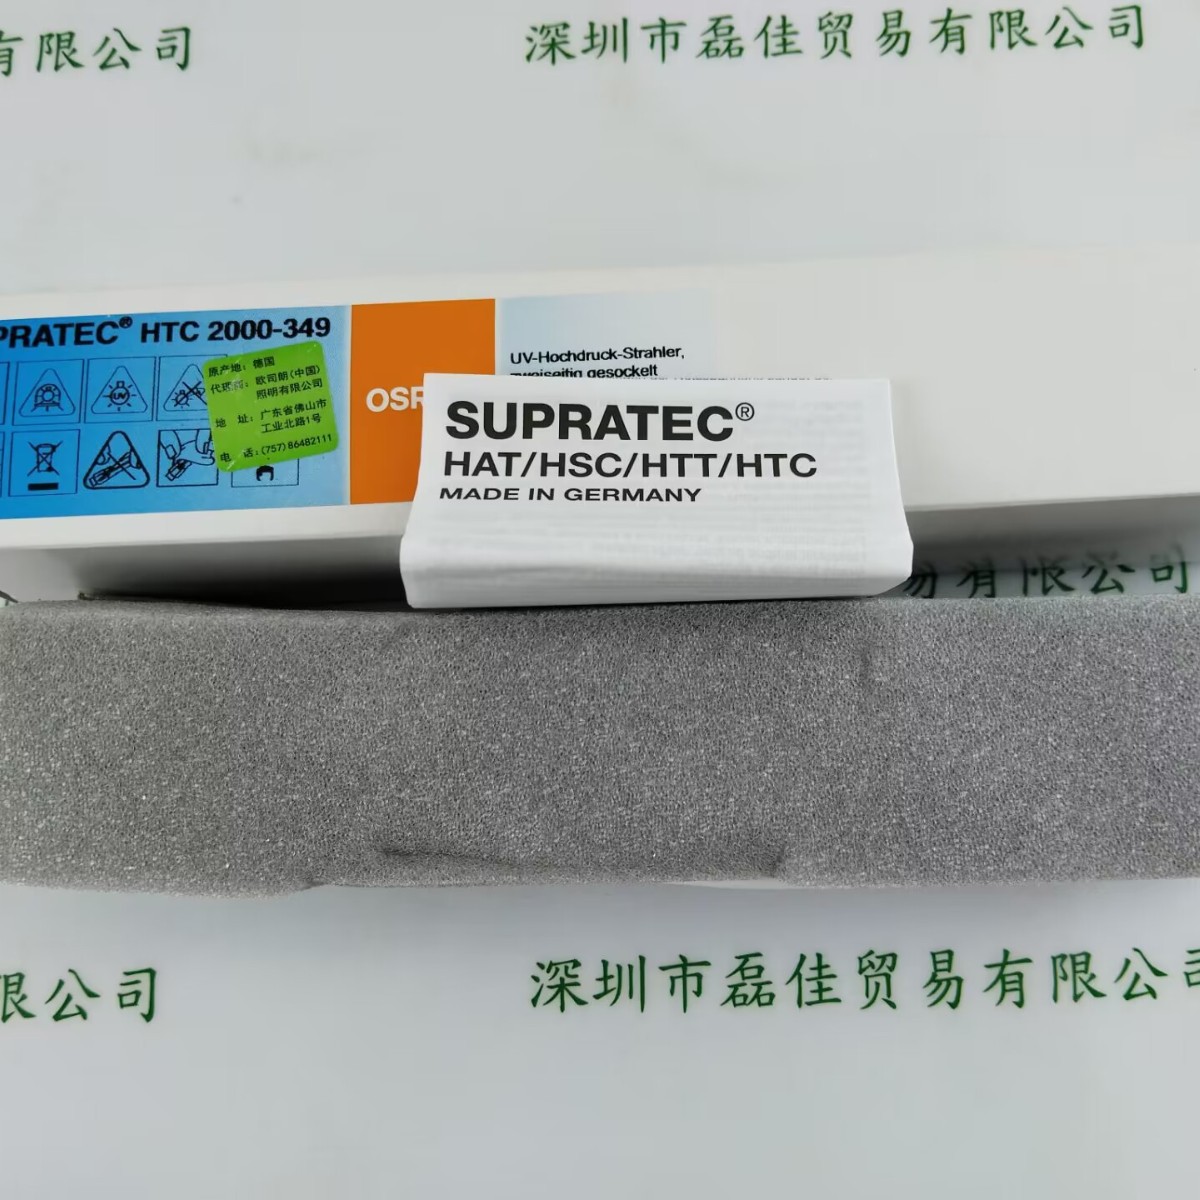 有限公司
深圳市磊佳贸易有限公司
PRATEC® HTC 2000-349
原产地：德国
代理商：欧司朗(中国)
照明有限公司
地 址：广东省佛山市
工业北路1号
电 话：(757)86482111
UV
OSR
UV-Hochdruck-Strahler,
zweiseitig gesockelt
SUPRATEC®
HAT/HSC/HTT/HTC
MADE IN GERMANY
易有限公司
限公司
深圳市磊佳贸易有限公司